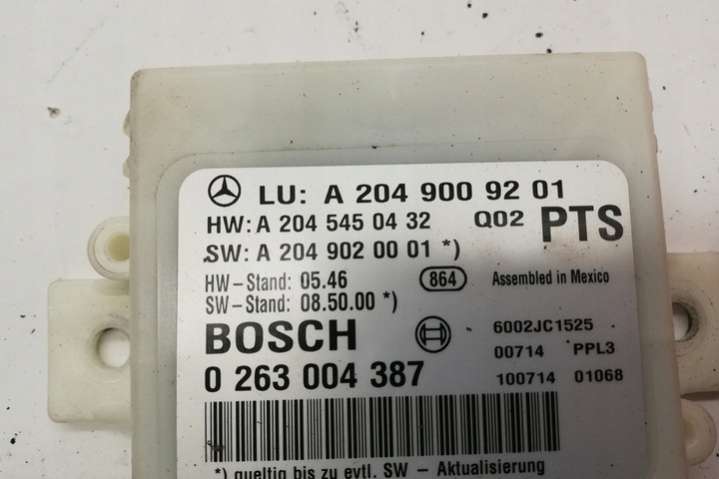 LU: A 204 900 92 01
HW: A 204 545 04 32 Q02 PTS
SW: A 204 902 00 01 *)
HW-Stand: 05.46 864 Assembled in Mexico
SW-Stand: 08.50.00 *)
BOSCH 6002JC1525
00714 PPL3
0 263 004 387 100714 01068
*) gueltig bis zu evtl. SW - Aktualisierung